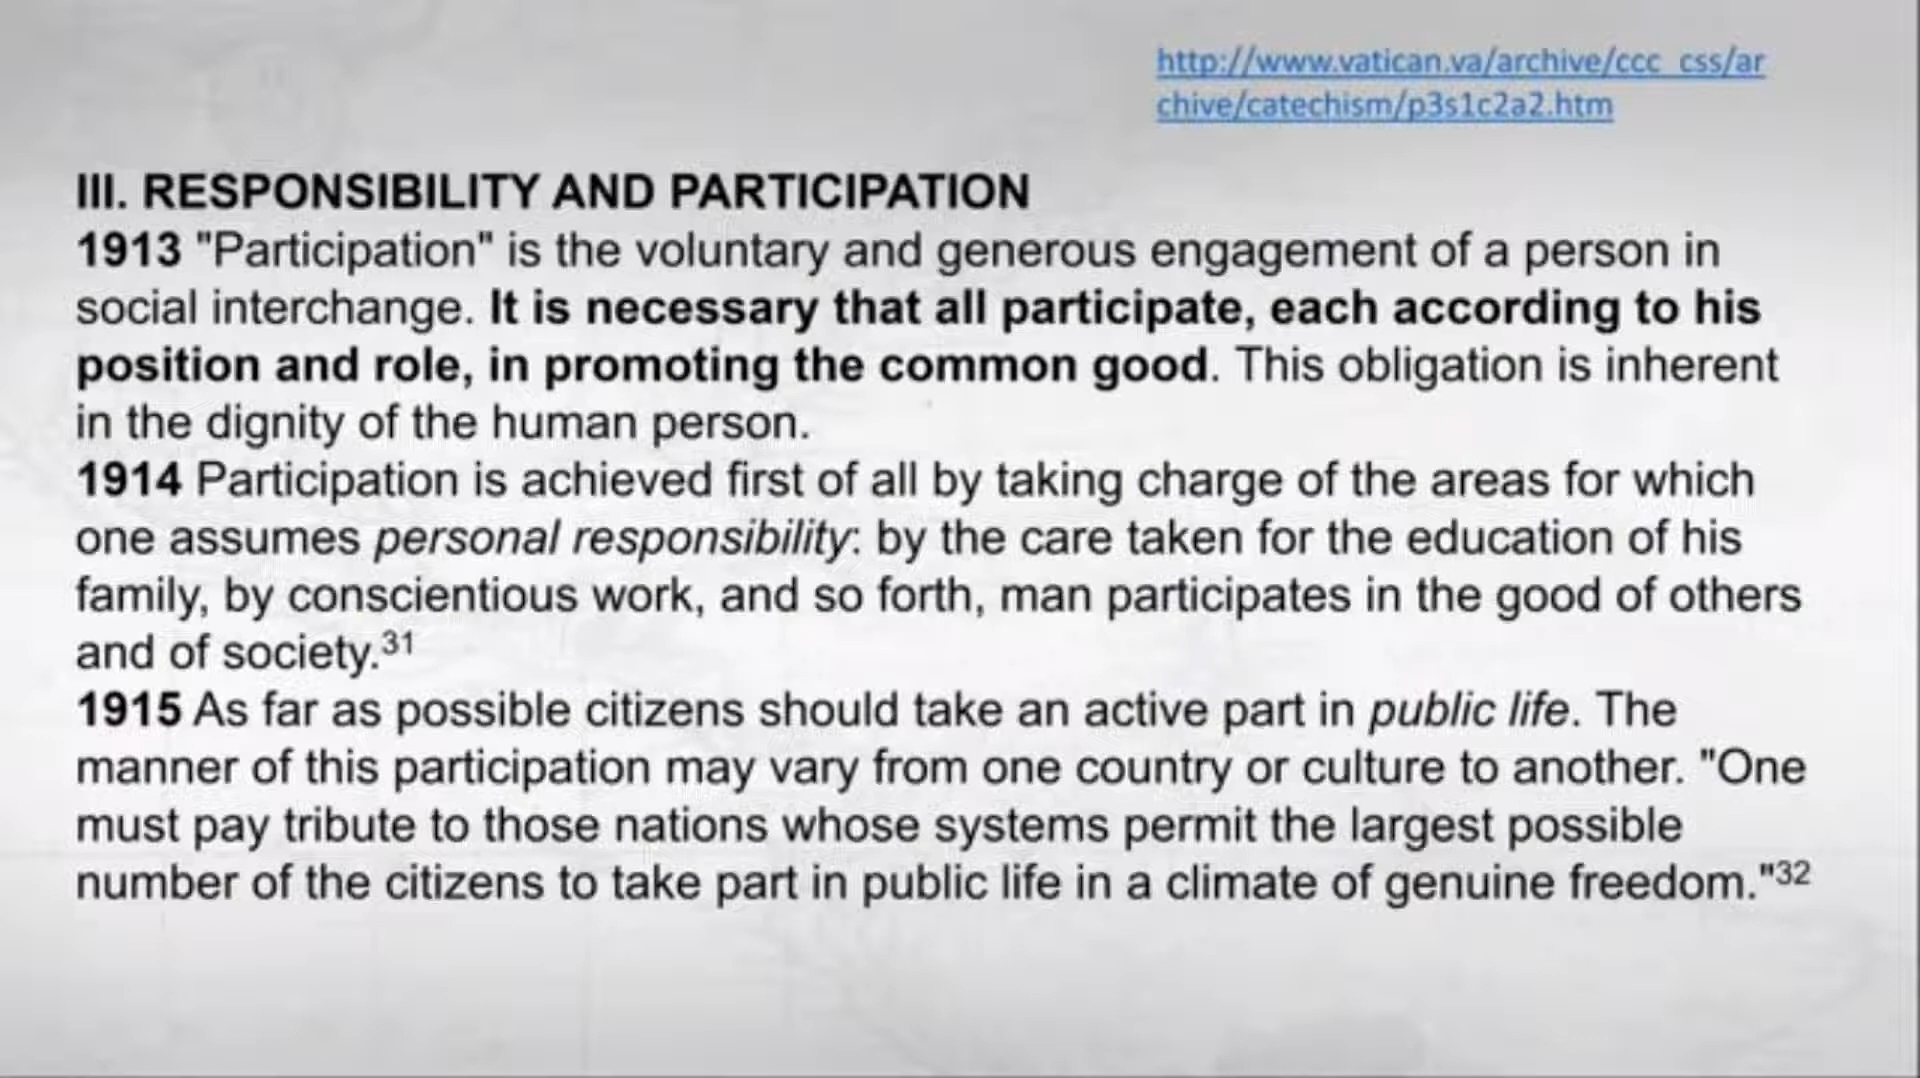 http://www.vatican.va/archive/ccc_css/ar
chive/catechism/p3s1c2a2.htm
III. RESPONSIBILITY AND PARTICIPATION
1913 "Participation" is the voluntary and generous engagement of a person in
social interchange. It is necessary that all participate, each according to his
position and role, in promoting the common good. This obligation is inherent
in the dignity of the human person.
1914 Participation is achieved first of all by taking charge of the areas for which
one assumes personal responsibility: by the care taken for the education of his
family, by conscientious work, and so forth, man participates in the good of others
and of society.31
1915 As far as possible citizens should take an active part in public life. The
manner of this participation may vary from one country or culture to another. "One
must pay tribute to those nations whose systems permit the largest possible
number of the citizens to take part in public life in a climate of genuine freedom."32